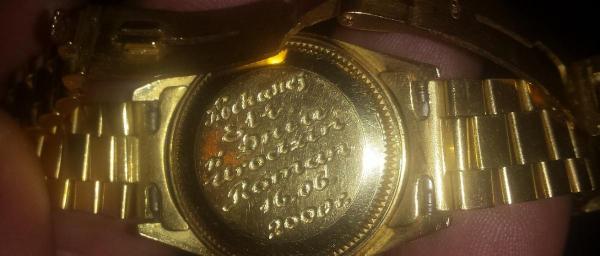 Kochanej
Eli
w Dniu
Urodzin
Roman
16.06
2000r